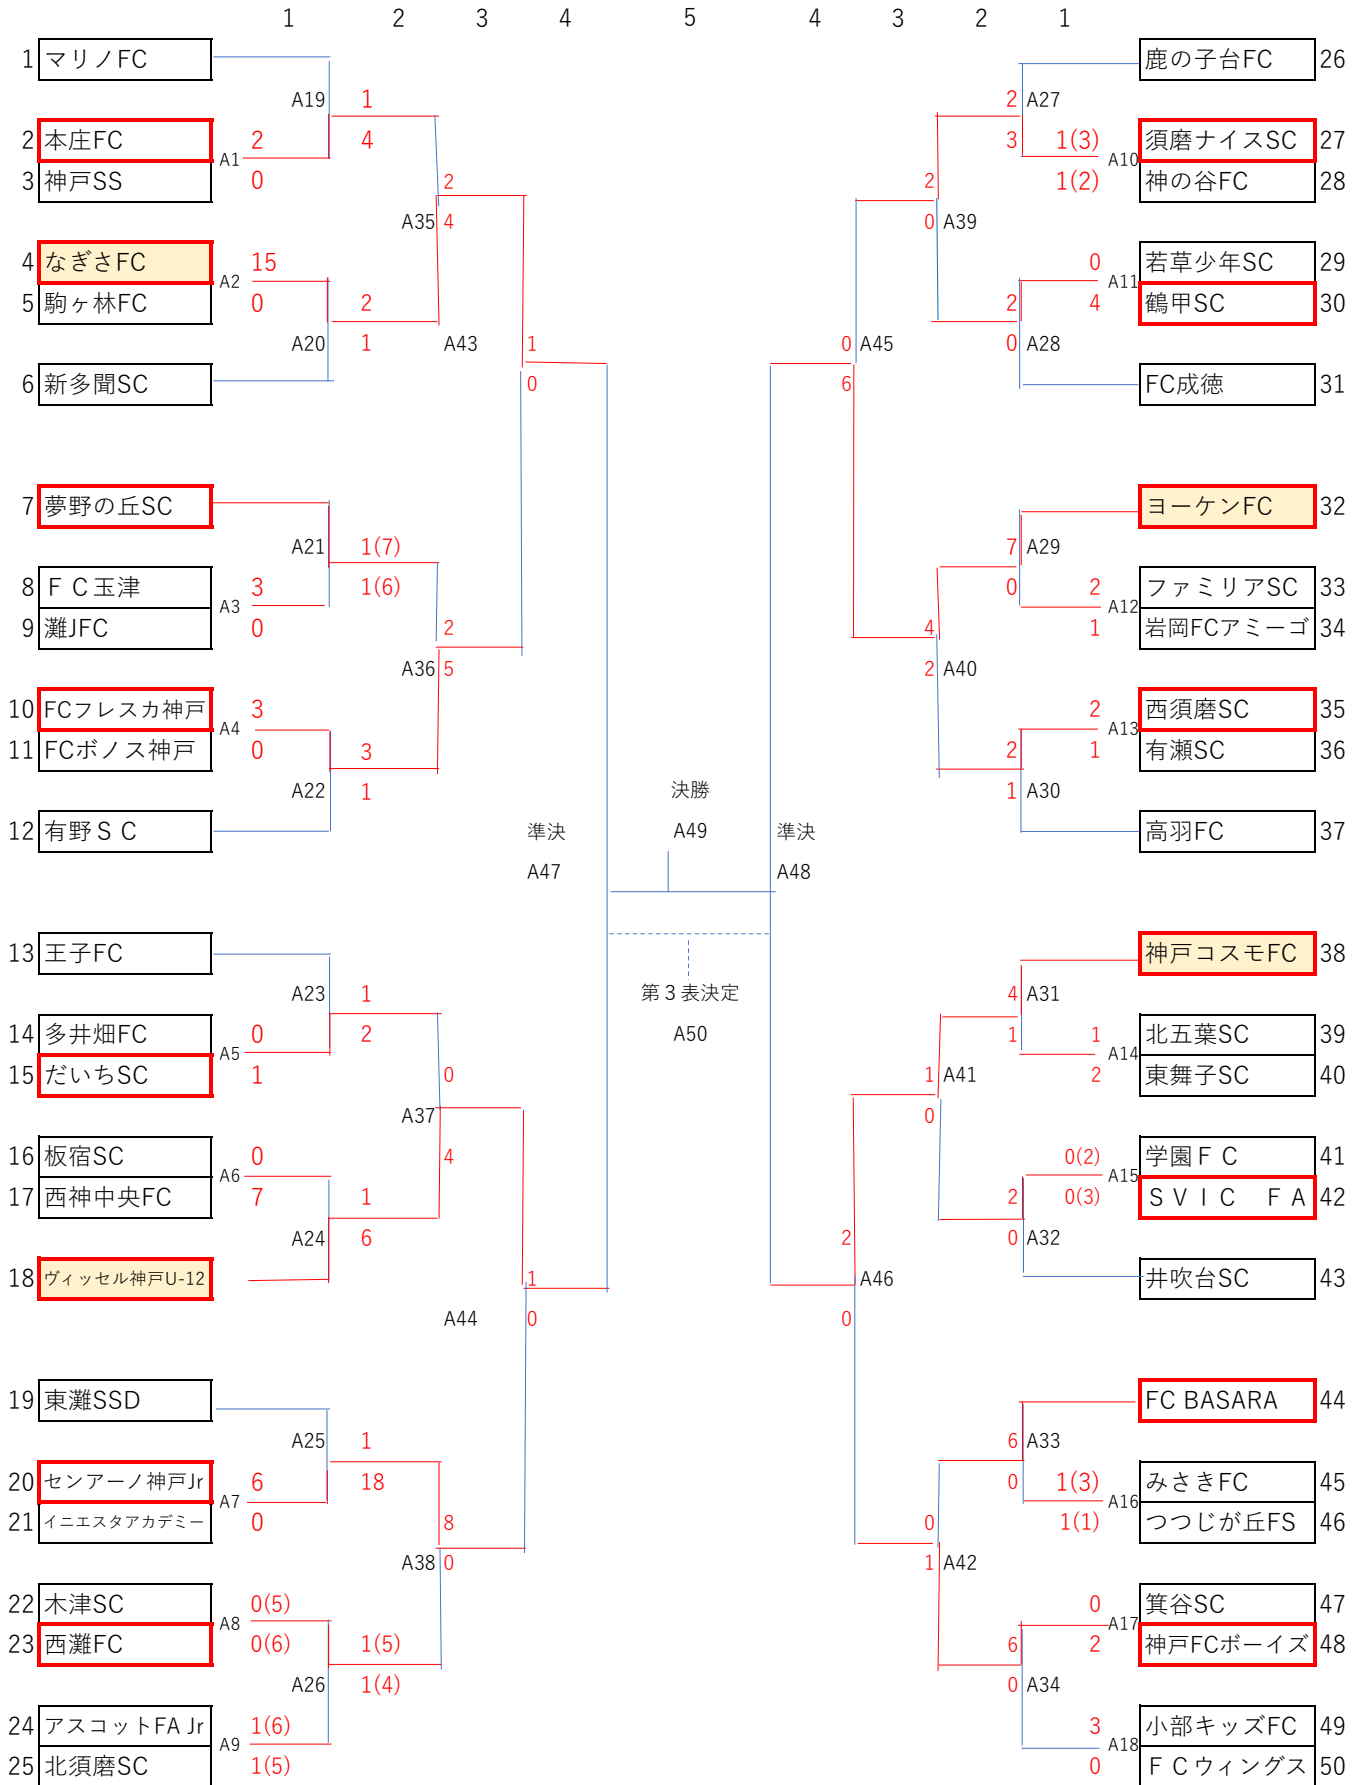 1 2 3 4 5 4 3 2 1
1 マリノFC
A19 1
2 本庄FC 2 4
A1
3 神戸SS 0
2
A35 4
4 なぎさFC 15
A2
5 駒ヶ林FC 0 2
A20 1 A43 1
6 新多聞SC 0
7 夢野の丘SC
A21 1(7)
8 ＦＣ玉津 3 1(6)
A3
9 灘JFC 0 2
A36 5
10 FCフレスカ神戸 3
A4
11 FCボノス神戸 0 3
A22 1
12 有野ＳＣ
準決
A47
13 王子FC
A23 1
14 多井畑FC 0 2
A5
15 だいちSC 1 0
A37
16 板宿SC 0 4
A6
17 西神中央FC 7 1
A24 6
18 ヴィッセル神戸U-12 1
A44 0
19 東灘SSD
A25 1
20 センアーノ神戸Jr 6 18
A7
21 イニエスタアカデミー 0 8
A38 0
22 木津SC 0(5)
A8
23 西灘FC 0(6) 1(5)
A26 1(4)
24 アスコットFA Jr 1(6)
A9
25 北須磨SC 1(5)
決勝
A49
第３表決定
A50
鹿の子台FC 26
2 A27
3 1(3) 須磨ナイスSC 27
A10
2 1(2) 神の谷FC 28
0 A39
0 若草少年SC 29
A11
2 4 鶴甲SC 30
0 A45 0 A28
6 FC成徳 31
ヨーケンFC 32
7 A29
0 2 ファミリアSC 33
A12
4 1 岩岡FCアミーゴ 34
2 A40
2 西須磨SC 35
A13
2 1 有瀬SC 36
1 A30
高羽FC 37
準決
A48
神戸コスモFC 38
4 A31
1 1 北五葉SC 39
A14
1 A41 2 東舞子SC 40
0
0(2) 学園ＦＣ 41
A15
2 0(3) ＳＶＩＣ　ＦＡ 42
2 0 A32
A46 井吹台SC 43
0
FC BASARA 44
6 A33
0 1(3) みさきFC 45
A16
0 1(1) つつじが丘FS 46
1 A42
0 箕谷SC 47
A17
6 2 神戸FCボーイズ 48
0 A34
3 小部キッズFC 49
A18
0 ＦＣウィングス 50